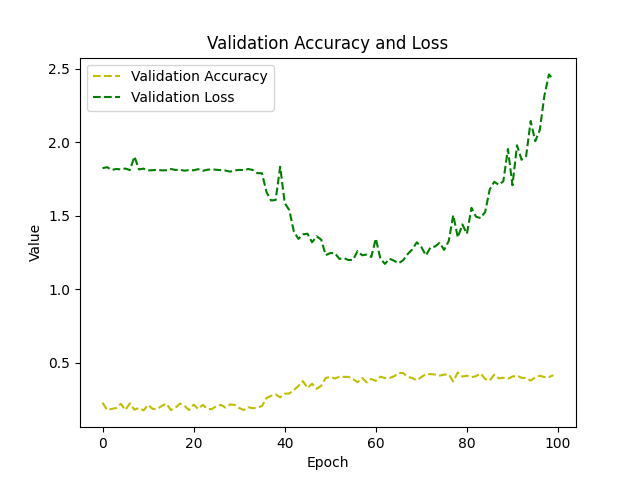 Validation Accuracy and Loss
Validation Accuracy
Validation Loss
2.5
2.0
1.5
1.0
0.5
Value
0 20 40 60 80 100
Epoch